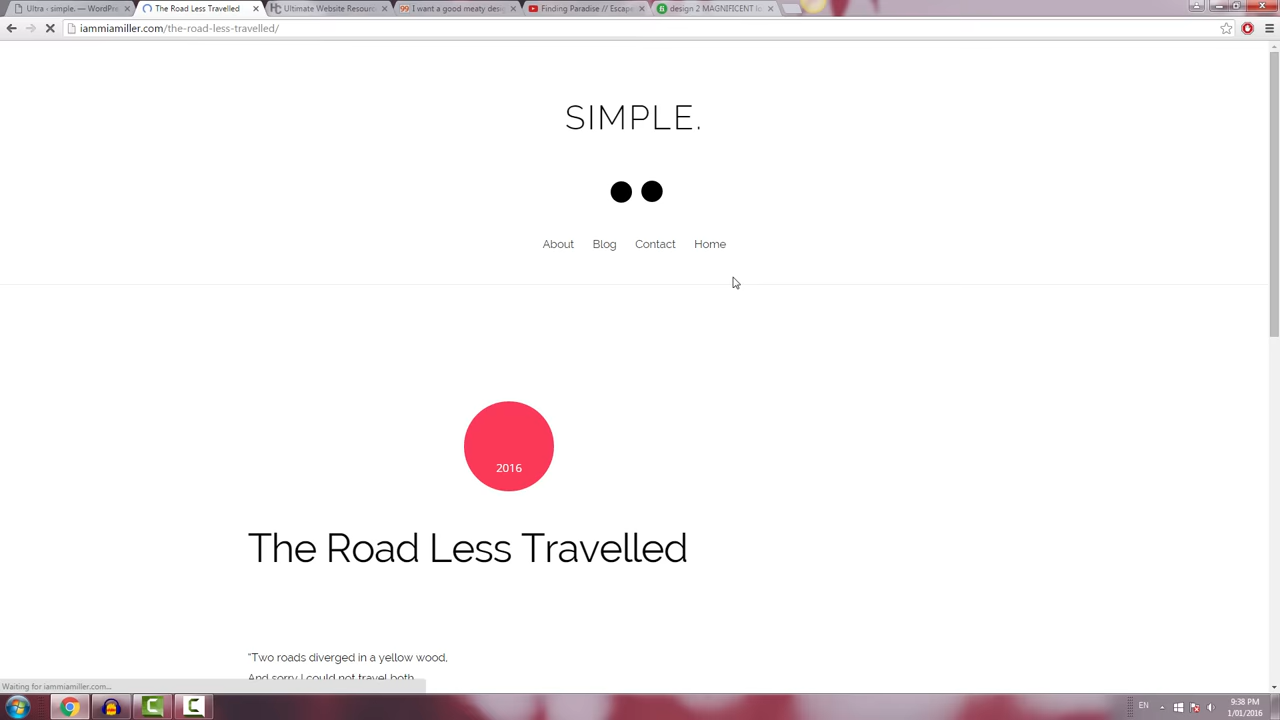 Ultra ‹ simple. — WordPre
The Road Less Travelled
Ultimate Website Resourc
I want a good meaty desi
Finding Paradise // Escape
design 2 MAGNIFICENT lo
iammiamiller.com/the-road-less-travelled/
SIMPLE.
About Blog Contact Home
2016
The Road Less Travelled
"Two roads diverged in a yellow wood,
And sorry I could not travel both
Waiting for iammiamiller.com...
EN
9:38 PM
1/01/2016